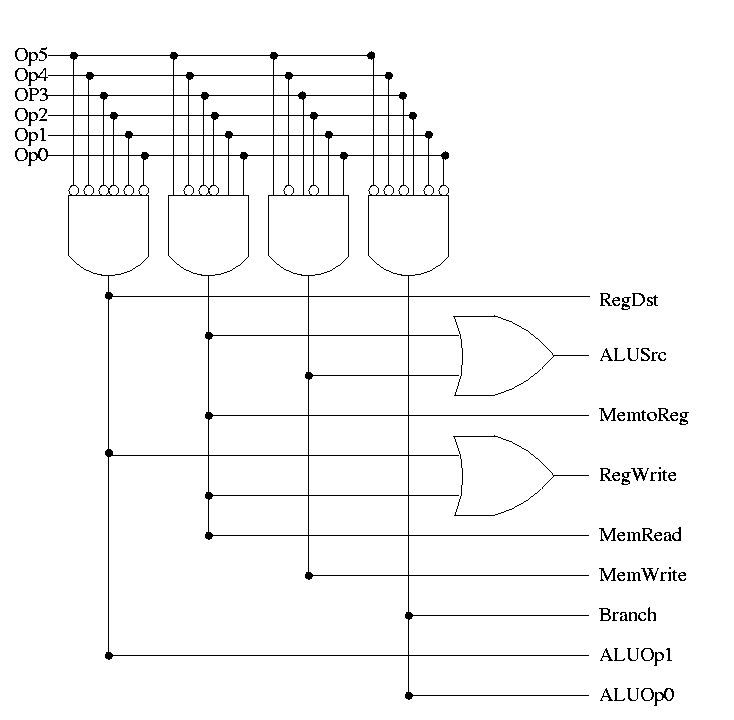 Op5
Op4
OP3
Op2
Op1
Op0
RegDst
ALUSrc
MemtoReg
RegWrite
MemRead
MemWrite
Branch
ALUOp1
ALUOp0